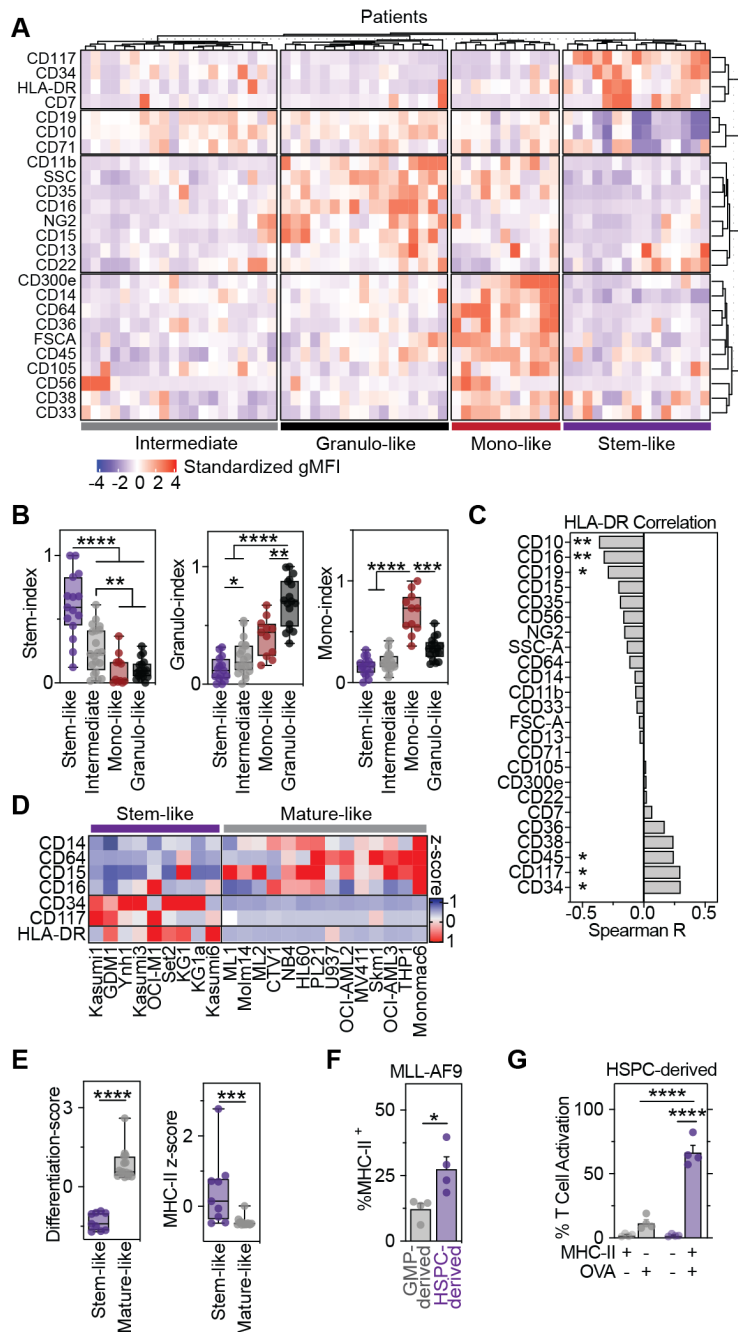 A
Patients
CD117
CD34
HLA-DR
CD7
CD19
CD10
CD71
CD11b
SSC
CD35
CD16
NG2
CD15
CD13
CD22
CD300e
CD14
CD64
CD36
FSCA
CD45
CD105
CD56
CD38
CD33
Intermediate
Granulo-like
Mono-like
Stem-like
Standardized gMFI
-4 -2 0 2 4
B
Stem-index
1
0
****
**
Stem-like
Intermediate
Mono-like
Granulo-like
Granulo-index
1
0
****
**
*
Stem-like
Intermediate
Mono-like
Granulo-like
Mono-index
1
0
****
***
Stem-like
Intermediate
Mono-like
Granulo-like
C
HLA-DR Correlation
CD10 **
CD16 **
CD19 *
CD15
CD35
CD56
NG2
SSC-A
CD64
CD14
CD11b
CD33
FSC-A
CD13
CD71
CD105
CD300e
CD22
CD7
CD36
CD38
CD45 *
CD117 *
CD34 *
-0.5 0.0 0.5
Spearman R
D
Stem-like
Mature-like
CD14
CD64
CD15
CD16
CD34
CD117
HLA-DR
z-score
-1
0
1
Kasumi1
GDM1
Ynh1
Kasumi3
OCI-M1
Set2
KG1
KG1a
Kasumi6
ML1
Molm14
ML2
CTV1
NB4
HL60
PL21
U937
OCI-AML2
MV411
Skm1
OCI-AML3
THP1
Monomac6
E
Differentiation-score
3
0
****
Stem-like
Mature-like
MHC-II z-score
2
0
***
Stem-like
Mature-like
F
MLL-AF9
%MHC-II +
50
25
0
*
GMP-
derived
HSPC-
derived
G
HSPC-derived
% T Cell Activation
100
50
0
****
****
MHC-II + - - +
OVA - + - +